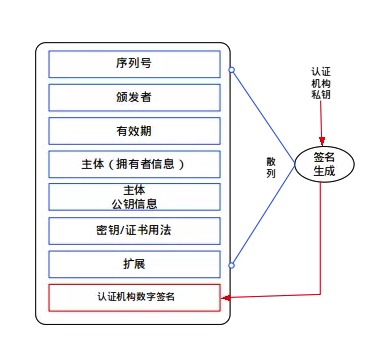 序列号
颁发者
有效期
主体（拥有者信息）
主体
公钥信息
密钥/证书用法
扩展
认证机构数字签名
散
列
认证
机构
私钥
签名
生成